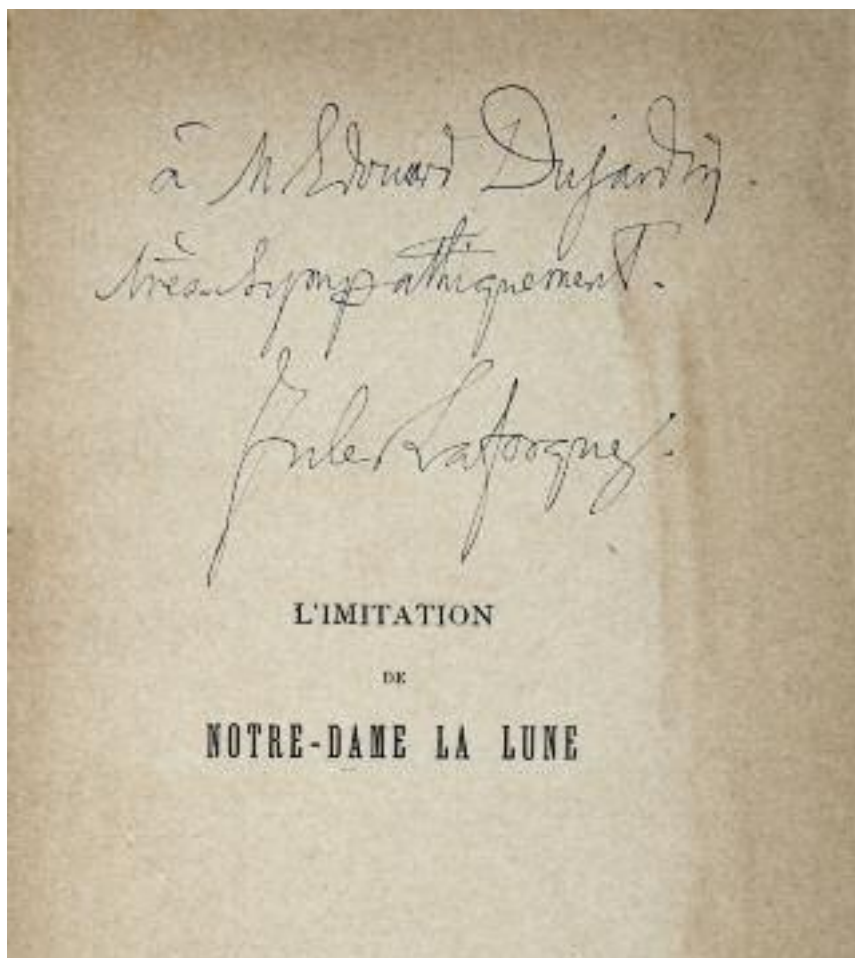 à M Edouard Dujardin.
très sympathiquement.
Jules Laforgue.
L'IMITATION
DE
NOTRE-DAME LA LUNE